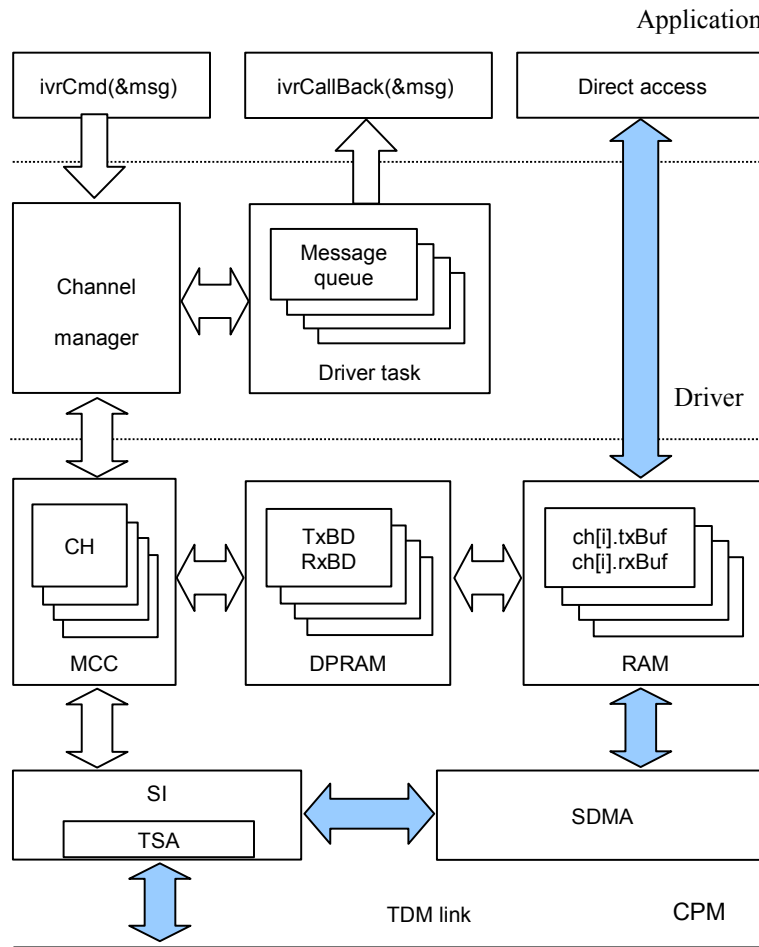 Application
ivrCmd(&msg)
ivrCallBack(&msg)
Direct access
Channel
manager
Message
queue
Driver task
Driver
CH
MCC
TxBD
RxBD
DPRAM
ch[i].txBuf
ch[i].rxBuf
RAM
SI
TSA
SDMA
TDM link
CPM